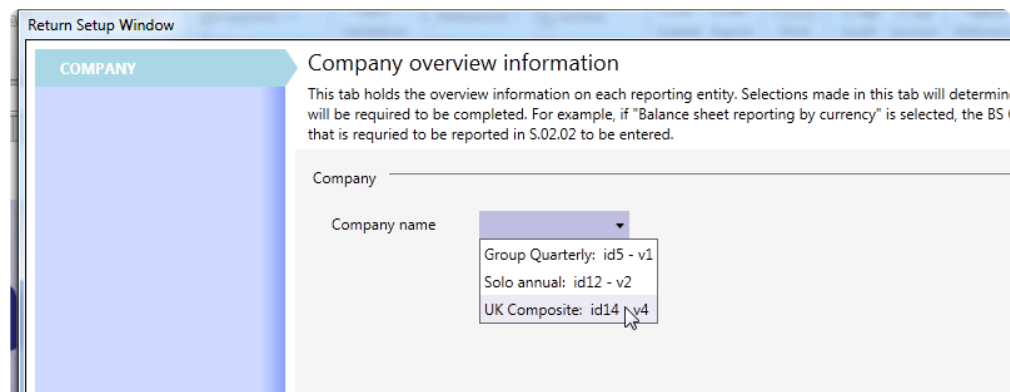 Return Setup Window
COMPANY
Company overview information
This tab holds the overview information on each reporting entity. Selections made in this tab will determin
will be required to be completed. For example, if "Balance sheet reporting by currency" is selected, the BS
that is requried to be reported in S.02.02 to be entered.
Company
Company name
Group Quarterly: id5 - v1
Solo annual: id12 - v2
UK Composite: id14 - v4